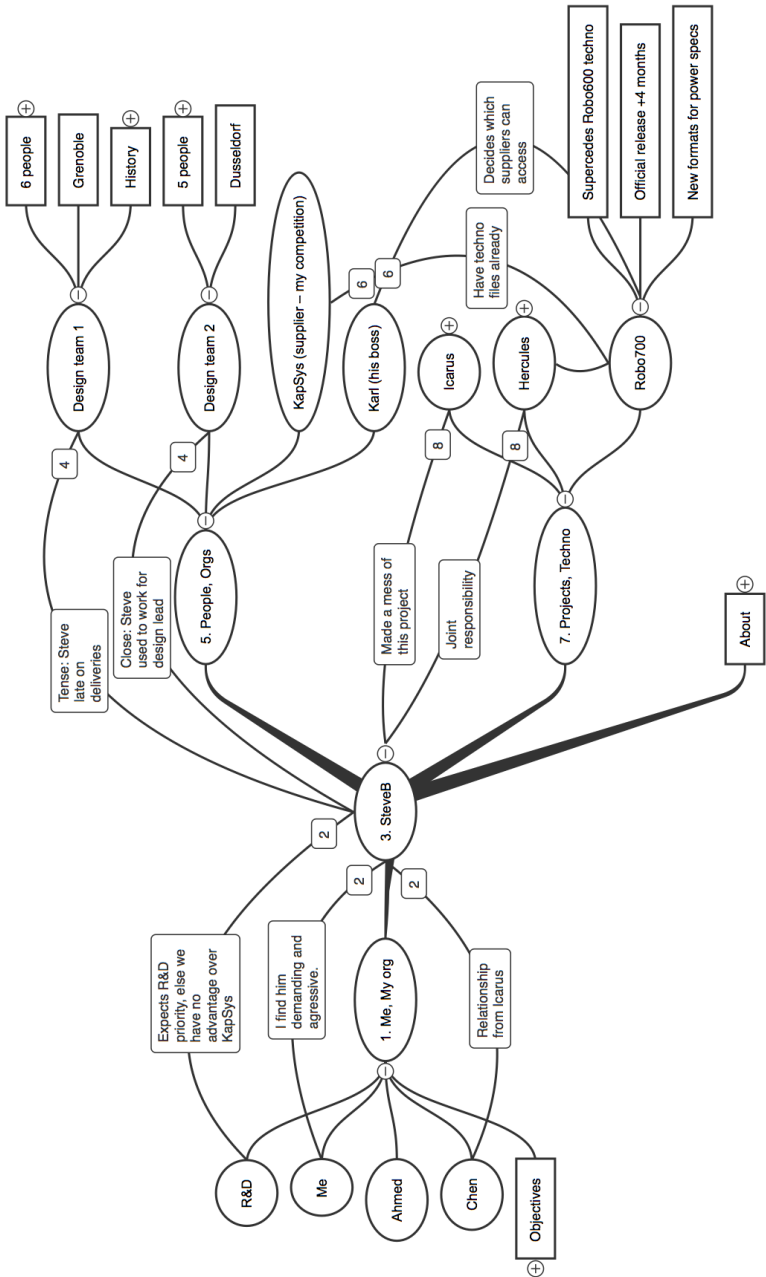 R&D
Me
Ahmed
Chen
Objectives
1. Me, My org
Expects R&D
priority, else we
have no
advantage over
KapSys
I find him
demanding and
agressive.
Relationship
from Icarus
2
2
2
3. SteveB
Tense: Steve
late on
deliveries
Close: Steve
used to work for
design lead
4
4
5. People, Orgs
Design team 1
6 people
Grenoble
History
Design team 2
5 people
Dusseldorf
KapSys (supplier – my competition)
Karl (his boss)
6
6
Decides which
suppliers can
access
Have techno
files already
Made a mess of
this project
Joint
responsibility
8
8
7. Projects, Techno
Icarus
Hercules
Robo700
Supercedes Robo600 techno
Official release +4 months
New formats for power specs
About